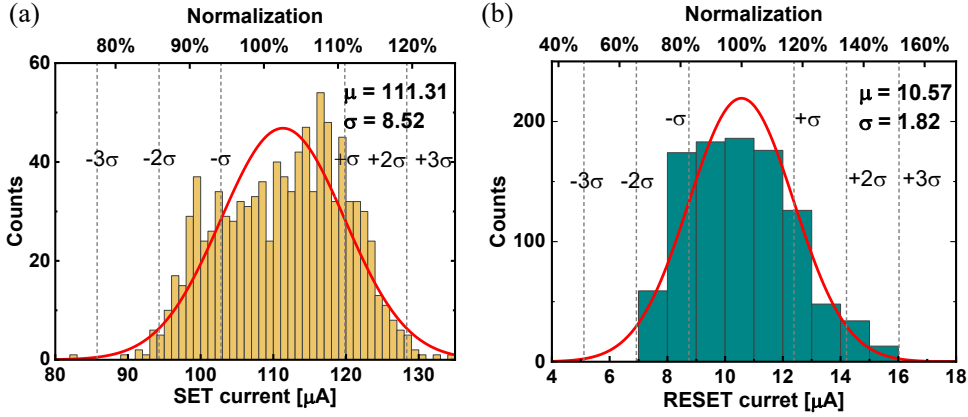 (a)
Normalization
80% 90% 100% 110% 120%
60
40
20
0
Counts
μ = 111.31
σ = 8.52
-3σ -2σ -σ +σ +2σ +3σ
80 90 100 110 120 130
SET current [μA]
(b)
Normalization
40% 60% 80% 100% 120% 140% 160%
200
100
0
Counts
μ = 10.57
σ = 1.82
-σ +σ
-3σ -2σ +2σ +3σ
4 6 8 10 12 14 16 18
RESET curret [μA]